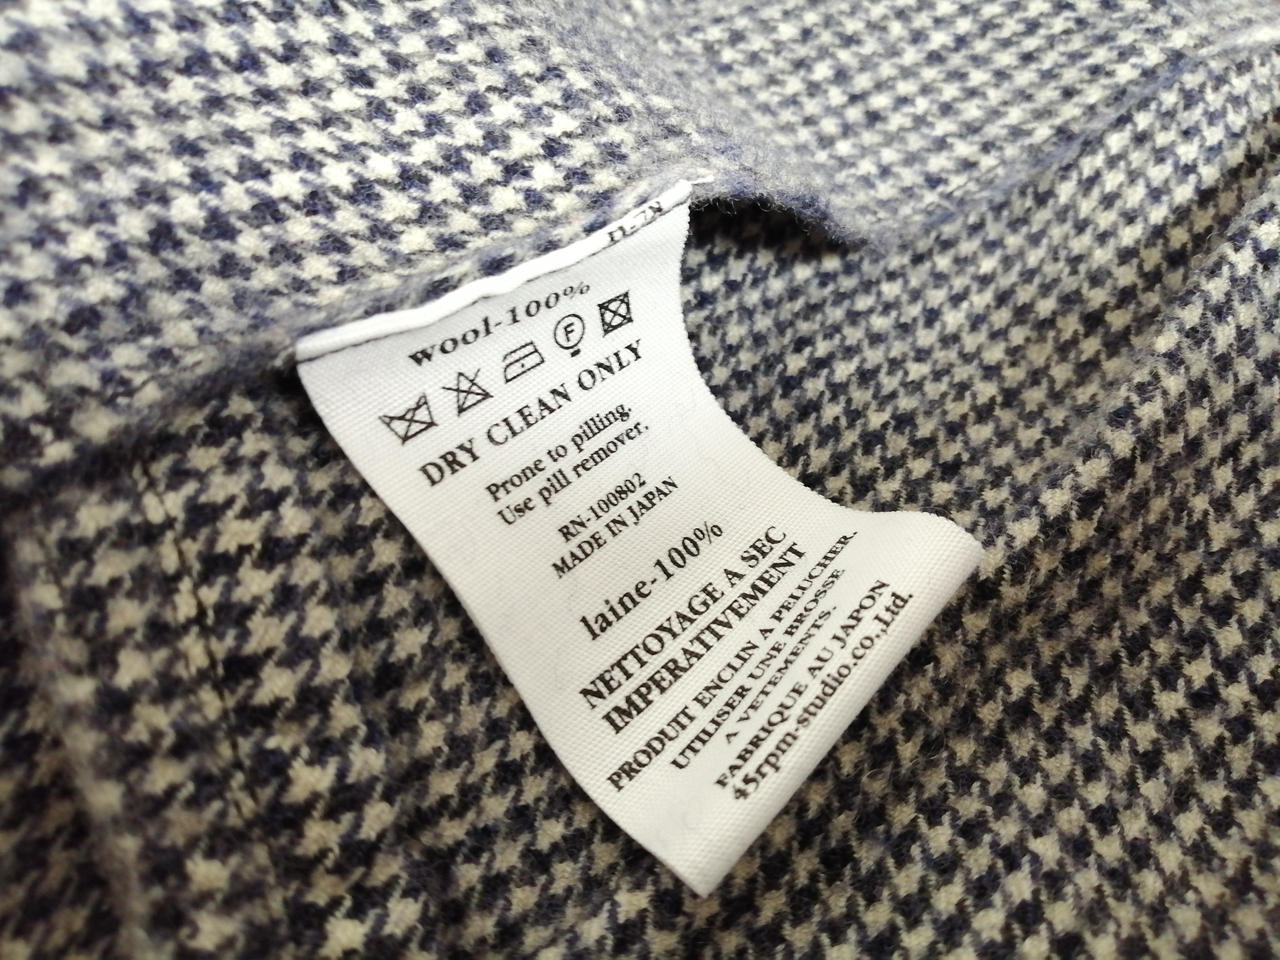 wool-100%
F
DRY CLEAN ONLY
Prone to pilling.
Use pill remover.
RN-100802
MADE IN JAPAN
laine-100%
NETTOYAGE A SEC
IMPERATIVEMENT
PRODUIT ENCLIN A PELUCHER.
UTILISER UNE BROSSE
A VETEMENTS.
FABRIQUE AU JAPON
45rpm-studio.co.,Ltd.